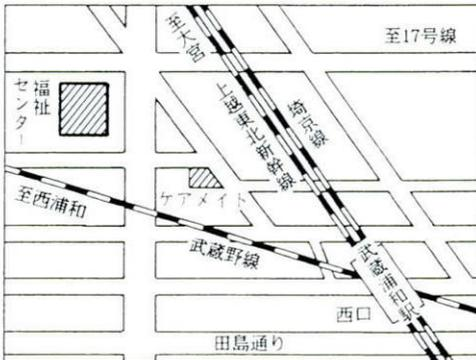 至大宮
至17号線
福祉
センター
上越東北新幹線
埼京線
ケアメイト
至西浦和
武蔵野線
武蔵浦和駅
西口
田島通り